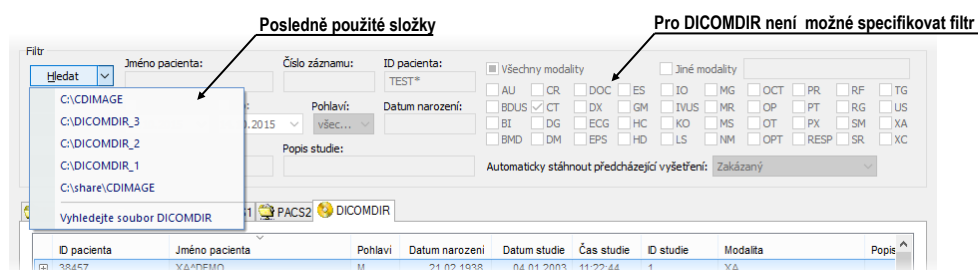 Posledně použité složky
Pro DICOMDIR není možné specifikovat filtr
Filtr
Hledat
Jméno pacienta:
Číslo záznamu:
ID pacienta:
TEST*
Všechny modality
Jiné modality
AU CR DOC ES IO MG OCT PR RF TG
BDUS CT DX GM IVUS MR OP PT RG US
BI DG ECG HC KO MS OT PX SM XA
BMD DM EPS HD LS NM OPT RESP SR XC
C:\CDIMAGE
C:\DICOMDIR_3
C:\DICOMDIR_2
C:\DICOMDIR_1
C:\share\CDIMAGE
Vyhledejte soubor DICOMDIR
Pohlaví:
Datum narození:
.2015
všec...
Popis studie:
Automaticky stáhnout předcházející vyšetření: Zakázaný
PACS2
DICOMDIR
ID pacienta Jméno pacienta Pohlaví Datum narození Datum studie Čas studie ID studie Modalita Popis
38457 XA^DEMO M 21.02.1938 04.01.2003 11:22:44 1 XA